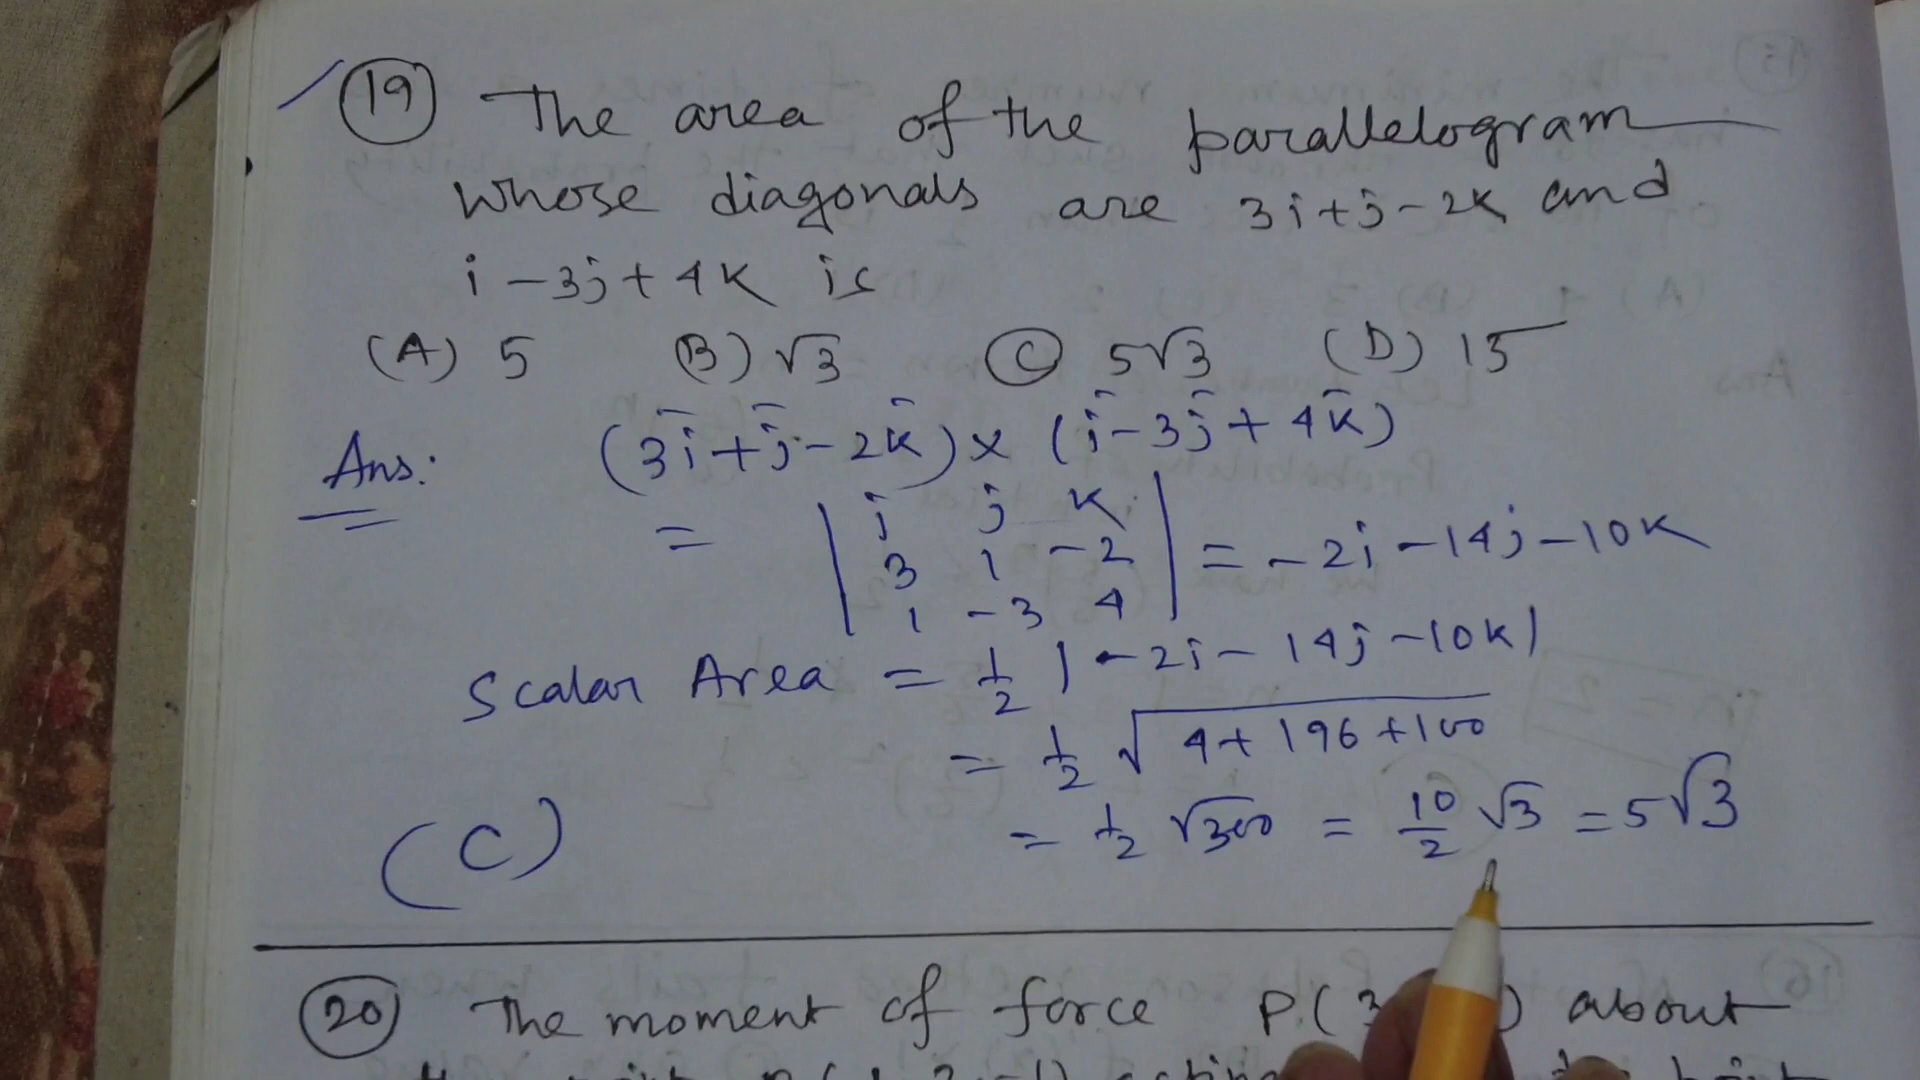 19 The area of the parallelogram
whose diagonals are 3i+j-2k and
i-3j+4k is
(A) 5 (B) √3 (C) 5√3 (D) 15
Ans: (3i̅+j̅-2k̅)×(i̅-3j̅+4k̅)
= | i j k |
| 3 1 -2 | = -2i-14j-10k
| 1 -3 4 |
Scalar Area = 1/2 |-2i-14j-10k|
= 1/2 √(4+196+100)
(C) = 1/2 √300 = 10/2 √3 = 5√3
20 The moment of force P(3 ) about